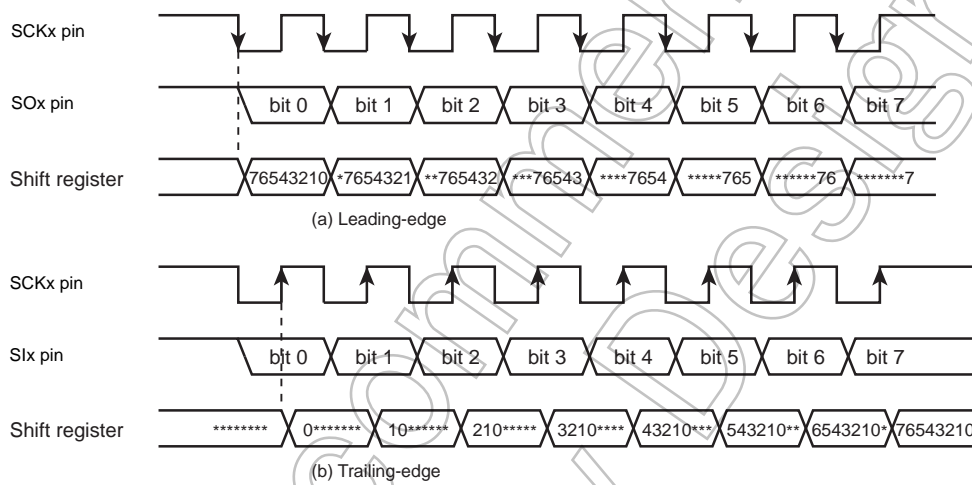 SCKx pin
SOx pin
bit 0 bit 1 bit 2 bit 3 bit 4 bit 5 bit 6 bit 7
Shift register
76543210 *7654321 **765432 ***76543 ****7654 *****765 ******76 *******7
(a) Leading-edge
SCKx pin
SIx pin
bit 0 bit 1 bit 2 bit 3 bit 4 bit 5 bit 6 bit 7
Shift register
******** 0******* 10****** 210***** 3210**** 43210*** 543210** 6543210* 76543210
(b) Trailing-edge